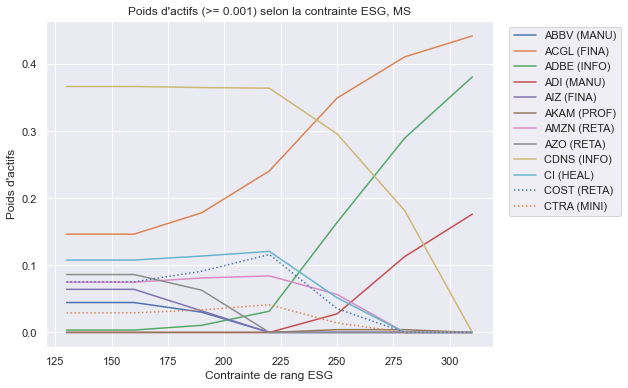 Poids d'actifs (>= 0.001) selon la contrainte ESG, MS
Poids d'actifs
0.4
0.3
0.2
0.1
0.0
125 150 175 200 225 250 275 300
Contrainte de rang ESG
ABBV (MANU)
ACGL (FINA)
ADBE (INFO)
ADI (MANU)
AIZ (FINA)
AKAM (PROF)
AMZN (RETA)
AZO (RETA)
CDNS (INFO)
CI (HEAL)
COST (RETA)
CTRA (MINI)